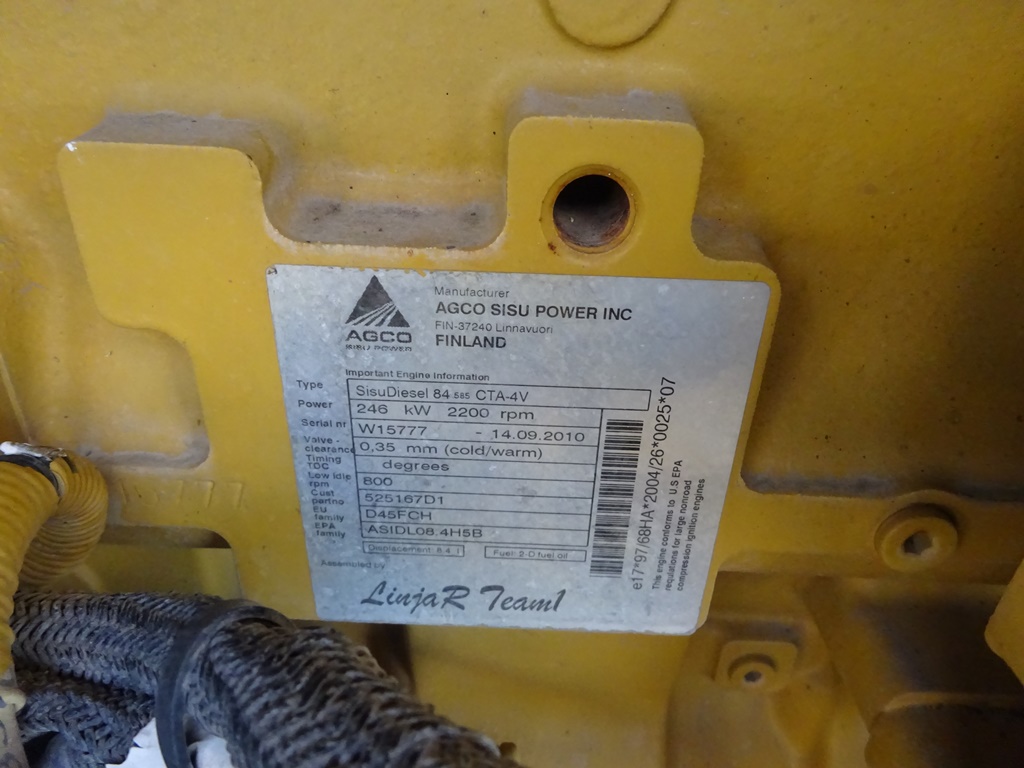 AGCO
SISU POWER
Manufacturer
AGCO SISU POWER INC
FIN-37240 Linnavuori
FINLAND
Important Engine Information
Type SisuDiesel 84 585 CTA-4V
Power 246 kW 2200 rpm
Serial nr W15777 - 14.09.2010
Valve-clearance 0,35 mm (cold/warm)
Timing TDC degrees
Low idle rpm 800
Cust partno 525167D1
EU family D45FCH
EPA family ASIDL08.4H5B
Displacement: 8.4 l Fuel: 2-D fuel oil
Assembled by
LinjaR Team1
e17*97/68HA*2004/26*0025*07
This engine conforms to U.S EPA
regulations for large nonroad
compression ignition engines